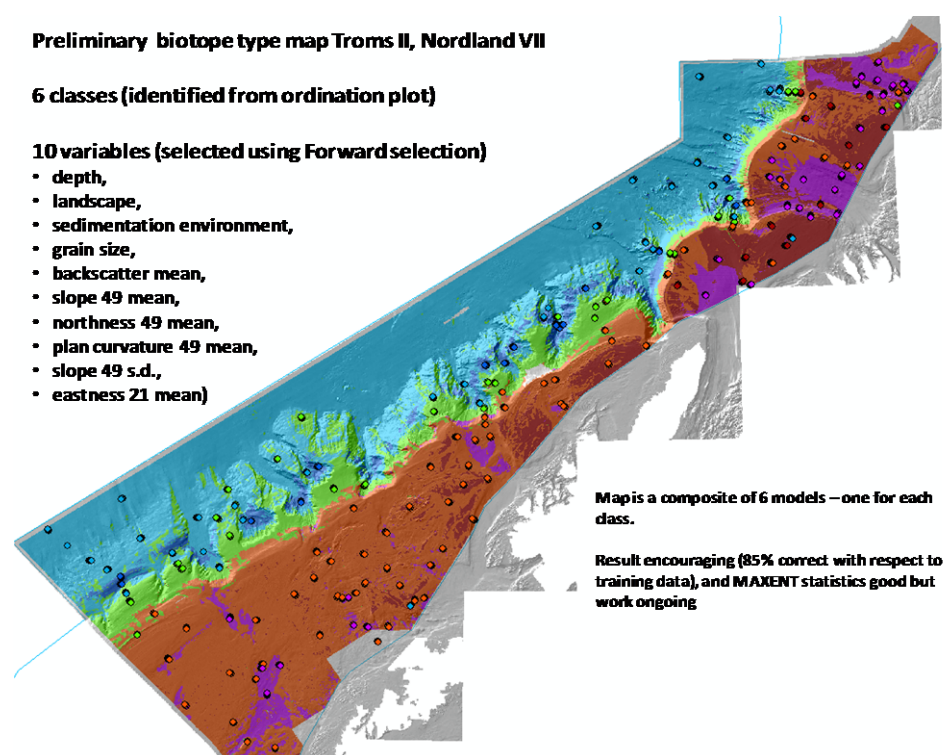 Preliminary biotope type map Troms II, Nordland VII
6 classes (identified from ordination plot)
10 variables (selected using Forward selection)
• depth,
• landscape,
• sedimentation environment,
• grain size,
• backscatter mean,
• slope 49 mean,
• northness 49 mean,
• plan curvature 49 mean,
• slope 49 s.d.,
• eastness 21 mean)
Map is a composite of 6 models – one for each
class.
Result encouraging (85% correct with respect to
training data), and MAXENT statistics good but
work ongoing